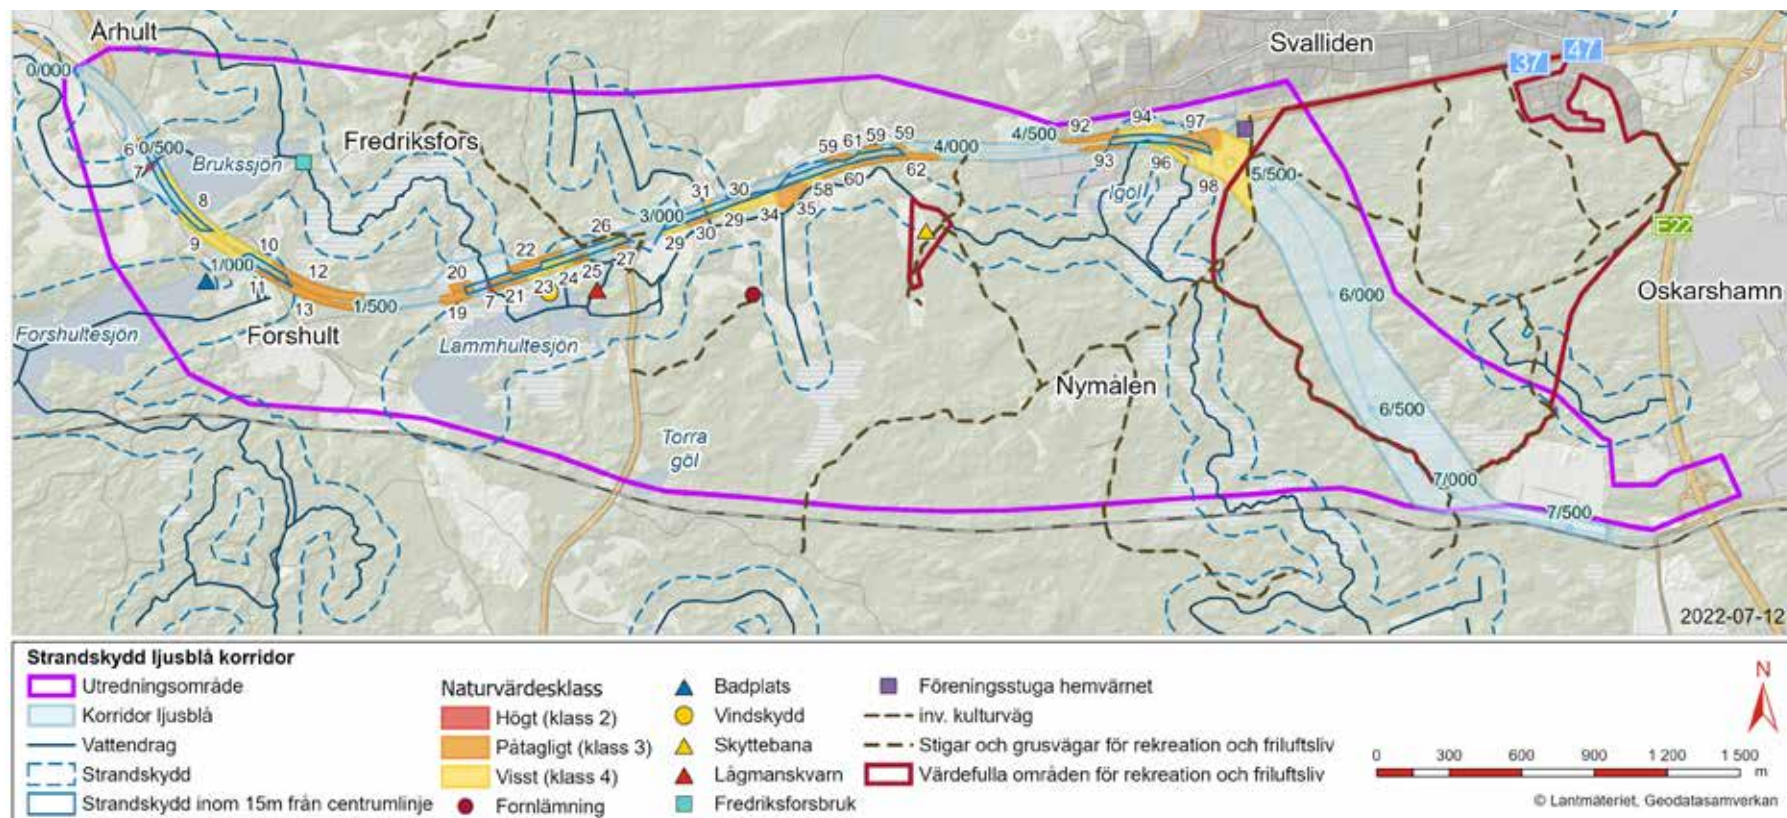 Århult
Svalliden
37
47
0/000
6
0/500
7
Brukssjön
Fredriksfors
8
9
10
1/000
11
12
13
1/500
Forshult
Forshultesjön
19
20
7
21
22
23
24
25
26
27
Lammhultesjön
3/000
29
30
31
30
29
34
35
58
59
61
59
59
60
62
4/000
4/500
92
93
94
96
97
98
Igöl
5/500
E22
6/000
Oskarshamn
Nymålen
6/500
Torra
göl
7/000
7/500
2022-07-12
Strandskydd ljusblå korridor
Utredningsområde
Korridor ljusblå
Vattendrag
Strandskydd
Strandskydd inom 15m från centrumlinje
Naturvärdesklass
Högt (klass 2)
Påtagligt (klass 3)
Visst (klass 4)
Fornlämning
Badplats
Vindskydd
Skyttebana
Lågmanskvarn
Fredriksforsbruk
Föreningsstuga hemvärnet
inv. kulturväg
Stigar och grusvägar för rekreation och friluftsliv
Värdefulla områden för rekreation och friluftsliv
N
0 300 600 900 1 200 1 500
m
© Lantmäteriet, Geodatasamverkan